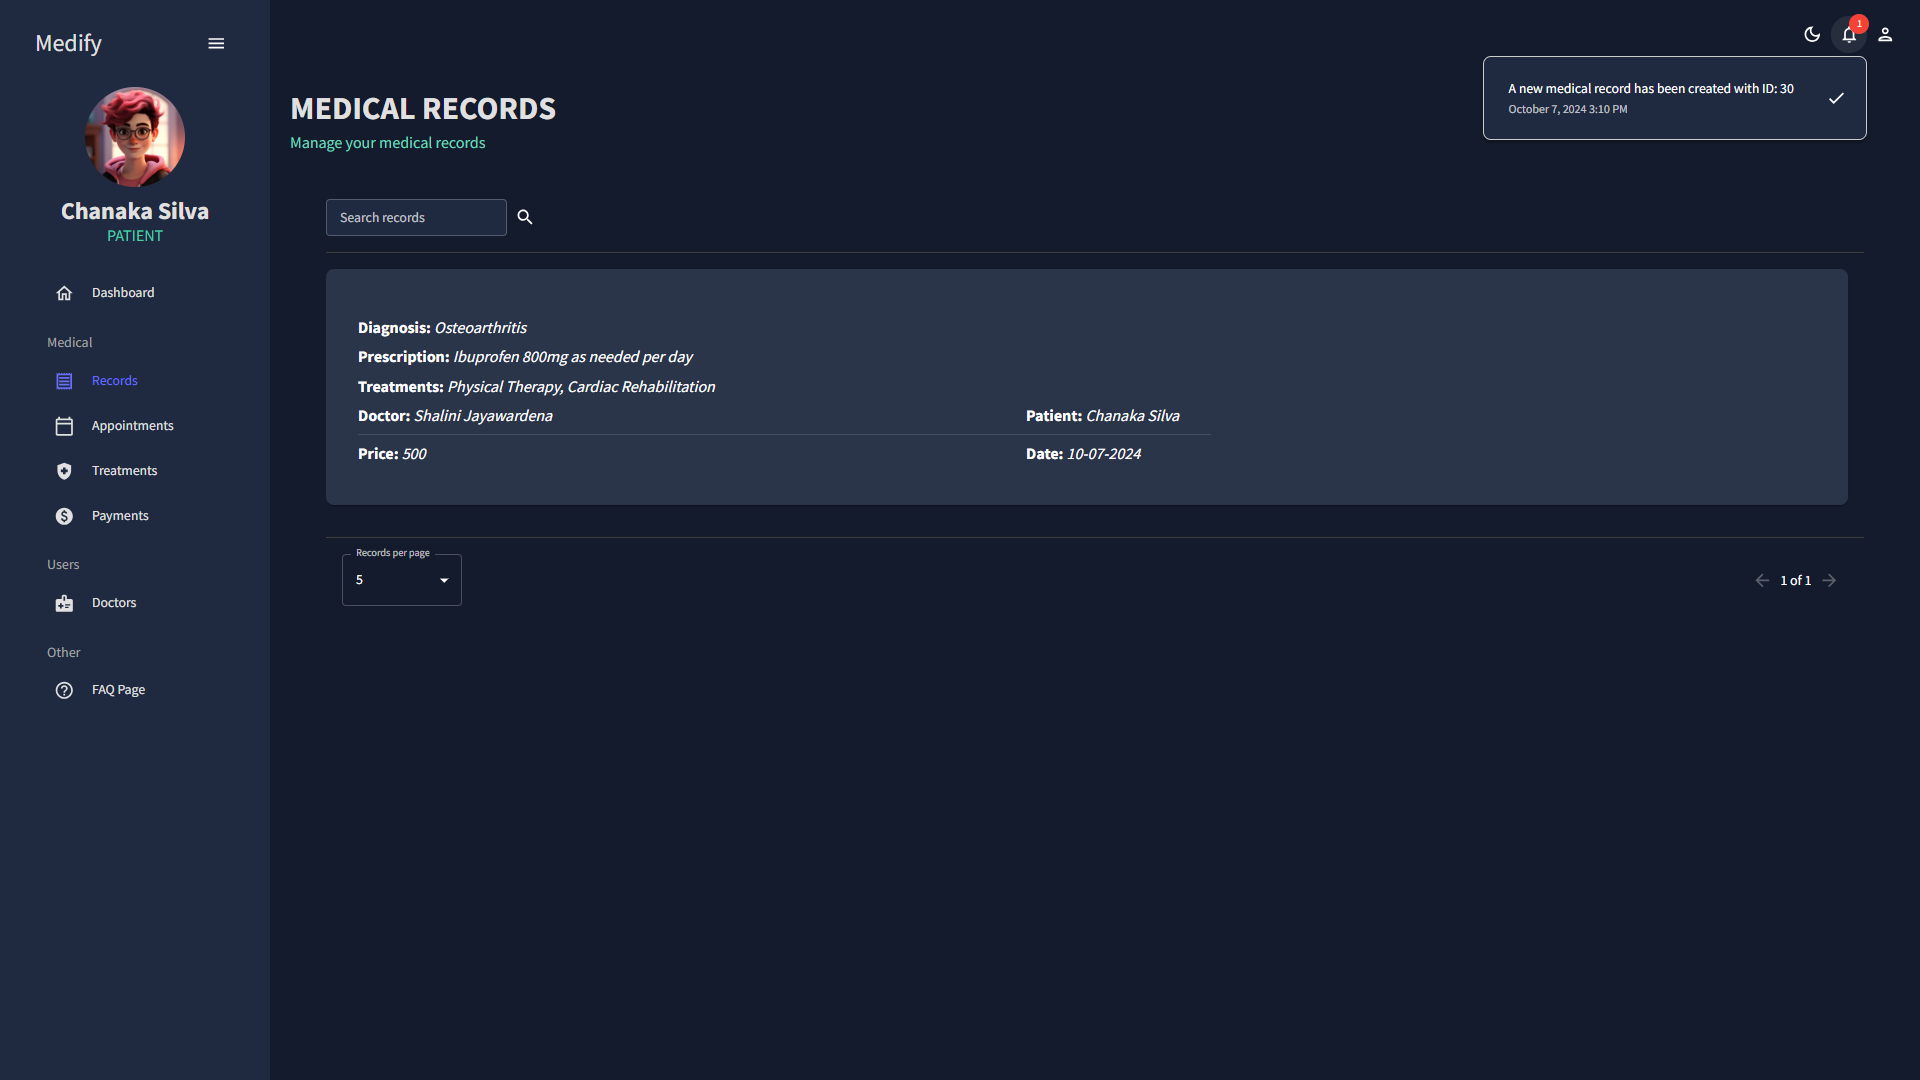 Medify
1
A new medical record has been created with ID: 30
October 7, 2024 3:10 PM
Chanaka Silva
PATIENT
Dashboard
Medical
Records
Appointments
Treatments
Payments
Users
Doctors
Other
FAQ Page
MEDICAL RECORDS
Manage your medical records
Search records
Diagnosis: Osteoarthritis
Prescription: Ibuprofen 800mg as needed per day
Treatments: Physical Therapy, Cardiac Rehabilitation
Doctor: Shalini Jayawardena
Patient: Chanaka Silva
Price: 500
Date: 10-07-2024
Records per page
5
1 of 1